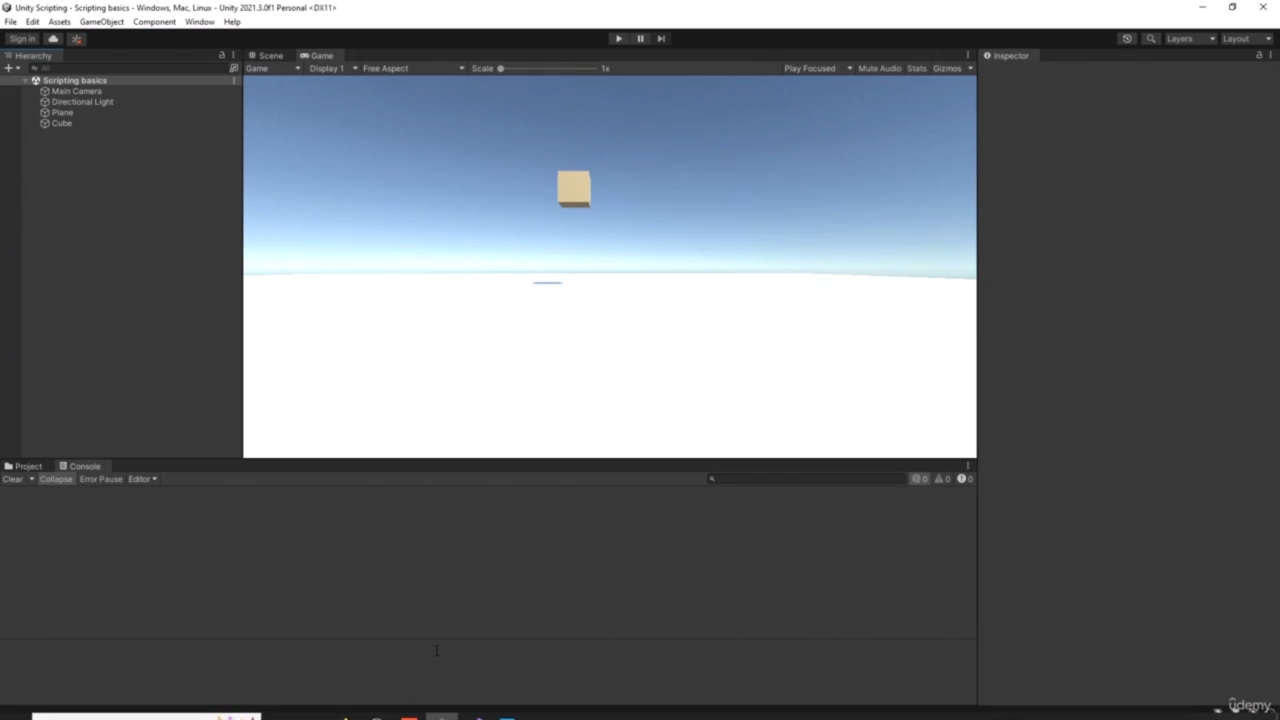 Unity Scripting - Scripting basics - Windows, Mac, Linux - Unity 2021.3.0f1 Personal <DX11>
File Edit Assets GameObject Component Window Help
Sign in Layers Layout
Hierarchy Scene Game Inspector
All Game Display 1 Free Aspect Scale 1x Play Focused Mute Audio Stats Gizmos
Scripting basics
Main Camera
Directional Light
Plane
Cube
Project Console
Clear Collapse Error Pause Editor 0 0 0
udemy